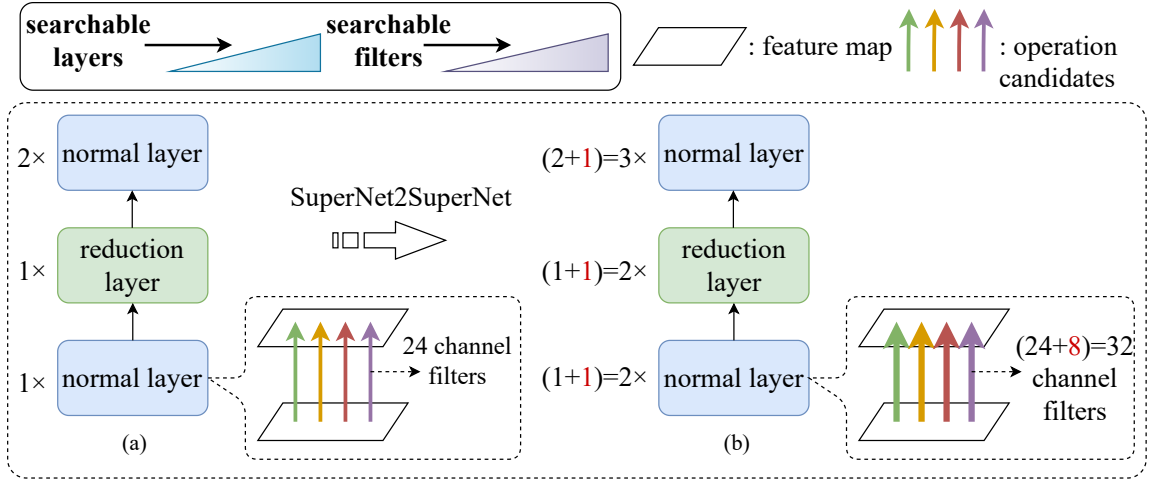 searchable
layers
searchable
filters
: feature map
: operation
candidates
2×
normal layer
1×
reduction
layer
1×
normal layer
24 channel
filters
(a)
SuperNet2SuperNet
(2+1)=3×
normal layer
(1+1)=2×
reduction
layer
(1+1)=2×
normal layer
(24+8)=32
channel
filters
(b)